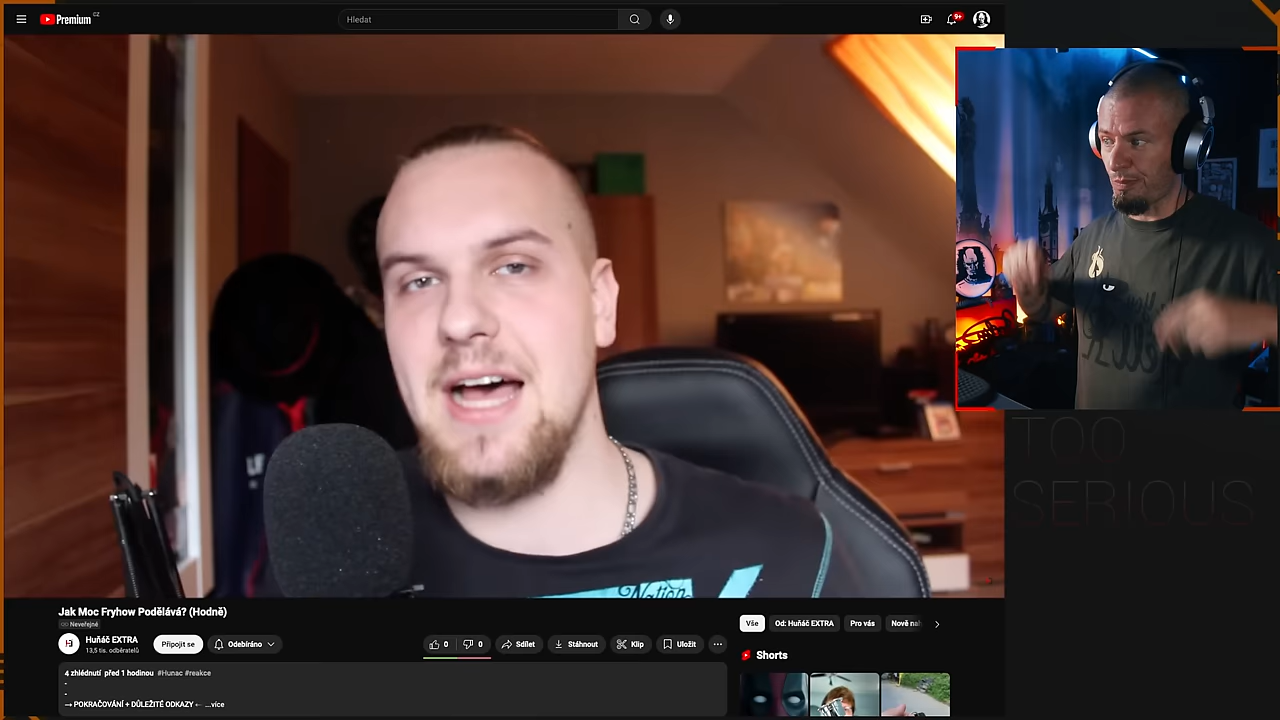 Premium CZ
Hledat
9+
Nation
TOO
SERIOUS
Jak Moc Fryhow Podělává? (Hodně)
Neveřejné
Huňáč EXTRA
13,5 tis. odběratelů
Připojit se
Odebíráno
0
0
Sdílet
Stáhnout
Klip
Uložit
4 zhlédnutí před 1 hodinou #Hunac #reakce
-
-
→ POKRAČOVÁNÍ + DŮLEŽITÉ ODKAZY ← ...více
Vše
Od: Huňáč EXTRA
Pro vás
Shorts